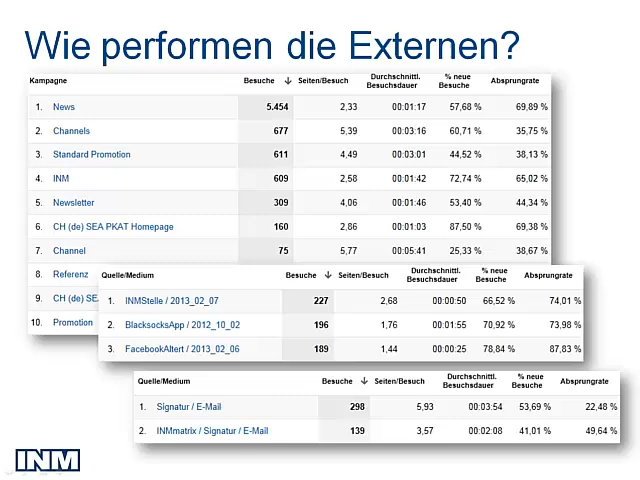 Wie performen die Externen?
Kampagne Besuche Seiten/Besuch Durchschnittl. Besuchsdauer % neue Besuche Absprungrate
1. News 5.454 2,33 00:01:17 57,68 % 69,89 %
2. Channels 677 5,39 00:03:16 60,71 % 35,75 %
3. Standard Promotion 611 4,49 00:03:01 44,52 % 38,13 %
4. INM 609 2,58 00:01:42 72,74 % 65,02 %
5. Newsletter 309 4,06 00:01:46 53,40 % 44,34 %
6. CH (de) SEA PKAT Homepage 160 2,86 00:01:03 87,50 % 69,38 %
7. Channel 75 5,77 00:05:41 25,33 % 38,67 %
8. Referenz
9. CH (de) SEA
10. Promotion
Quelle/Medium Besuche Seiten/Besuch Durchschnittl. Besuchsdauer % neue Besuche Absprungrate
1. INMStelle / 2013_02_07 227 2,68 00:00:50 66,52 % 74,01 %
2. BlacksocksApp / 2012_10_02 196 1,76 00:01:55 70,92 % 73,98 %
3. FacebookAltert / 2013_02_06 189 1,44 00:00:25 78,84 % 87,83 %
Quelle/Medium Besuche Seiten/Besuch Durchschnittl. Besuchsdauer % neue Besuche Absprungrate
1. Signatur / E-Mail 298 5,93 00:03:54 53,69 % 22,48 %
2. INMmatrix / Signatur / E-Mail 139 3,57 00:02:08 41,01 % 49,64 %
INM